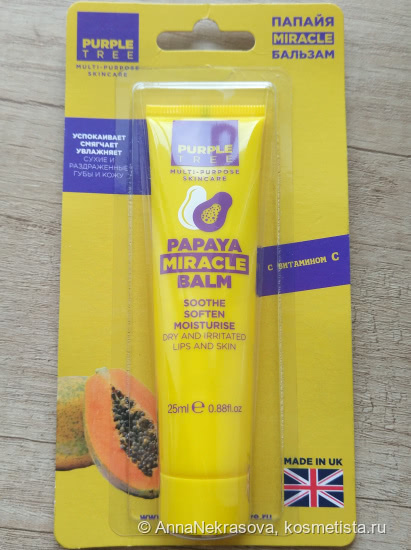 PURPLE
TREE
MULTI-PURPOSE
SKINCARE
ПАПАЙЯ
MIRACLE
БАЛЬЗАМ
УСПОКАИВАЕТ
СМЯГЧАЕТ
УВЛАЖНЯЕТ
СУХИЕ И
РАЗДРАЖЕННЫЕ
ГУБЫ И КОЖУ
PURPLE
TREE
MULTI-PURPOSE
SKINCARE
PAPAYA
MIRACLE
BALM
SOOTHE
SOFTEN
MOISTURISE
DRY AND IRRITATED
LIPS AND SKIN
25ml e 0.88fl.oz
С ВИТАМИНОМ С
MADE IN UK
© AnnaNekrasova, kosmetista.ru